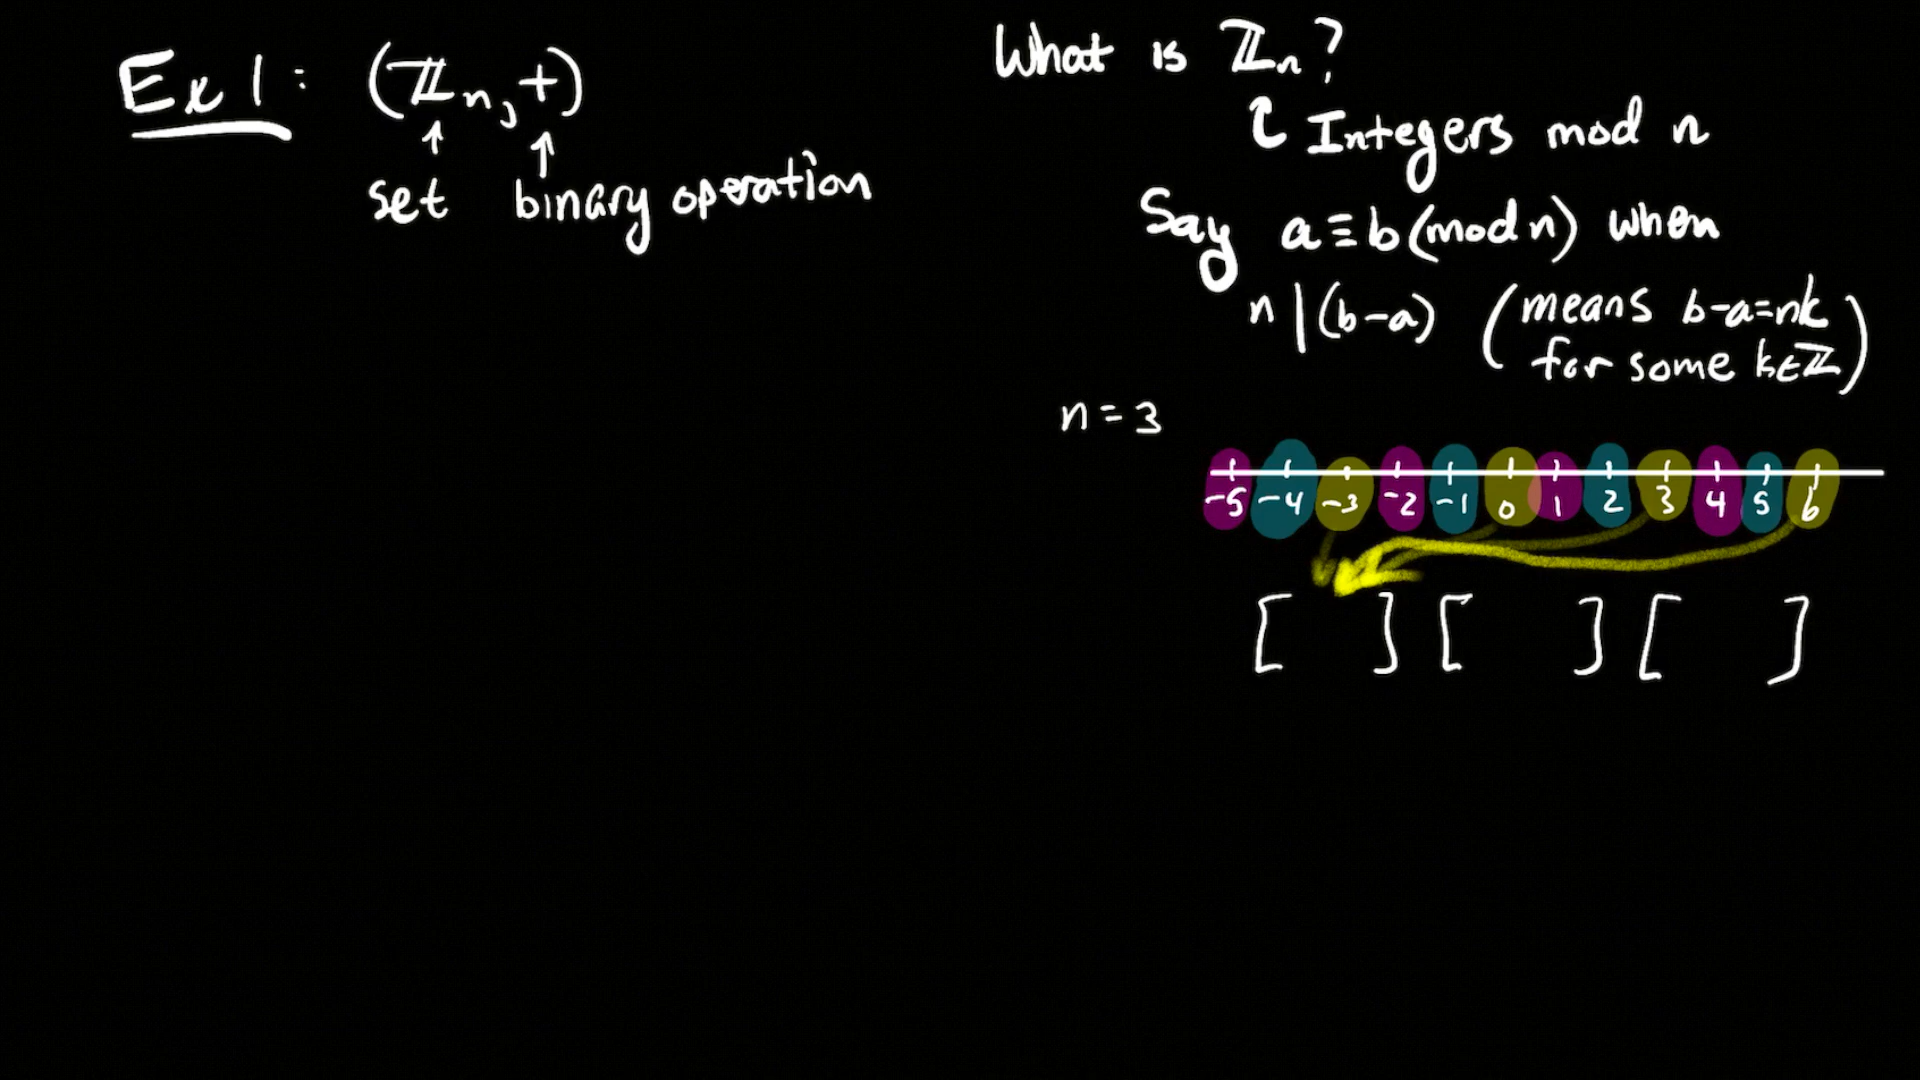 Ex 1: (ℤn, +)
↑ ↑
set binary operation
What is ℤn?
Integers mod n
Say a ≡ b (mod n) when
n | (b-a) (means b-a=nk
for some k∈ℤ)
n = 3
-5 -4 -3 -2 -1 0 1 2 3 4 5 6
[ ] [ ] [ ]